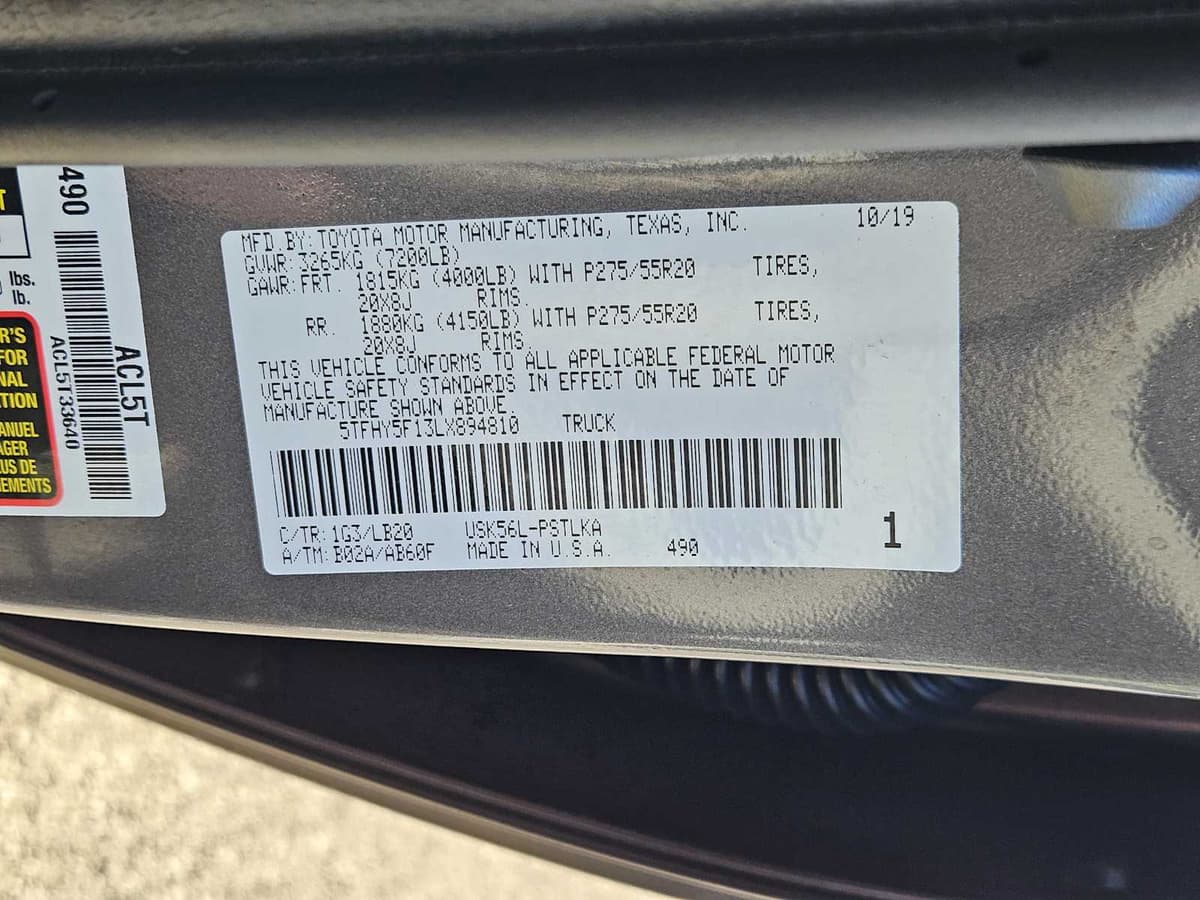 MFD.BY:TOYOTA MOTOR MANUFACTURING, TEXAS, INC. 10/19
GVWR:3265KG (7200LB)
GAWR:FRT. 1815KG (4000LB) WITH P275/55R20 TIRES,
20X8J RIMS.
RR. 1880KG (4150LB) WITH P275/55R20 TIRES,
20X8J RIMS.
THIS VEHICLE CONFORMS TO ALL APPLICABLE FEDERAL MOTOR
VEHICLE SAFETY STANDARDS IN EFFECT ON THE DATE OF
MANUFACTURE SHOWN ABOVE.
5TFHY5F13LX894810 TRUCK
C/TR:1G3/LB20 USK56L-PSTLKA
A/TM:B02A/AB60F MADE IN U.S.A. 490
1
490
ACL5T
ACL5T33640
lbs.
lb.
R'S
FOR
NAL
TION
ANUEL
AGER
LUS DE
EMENTS